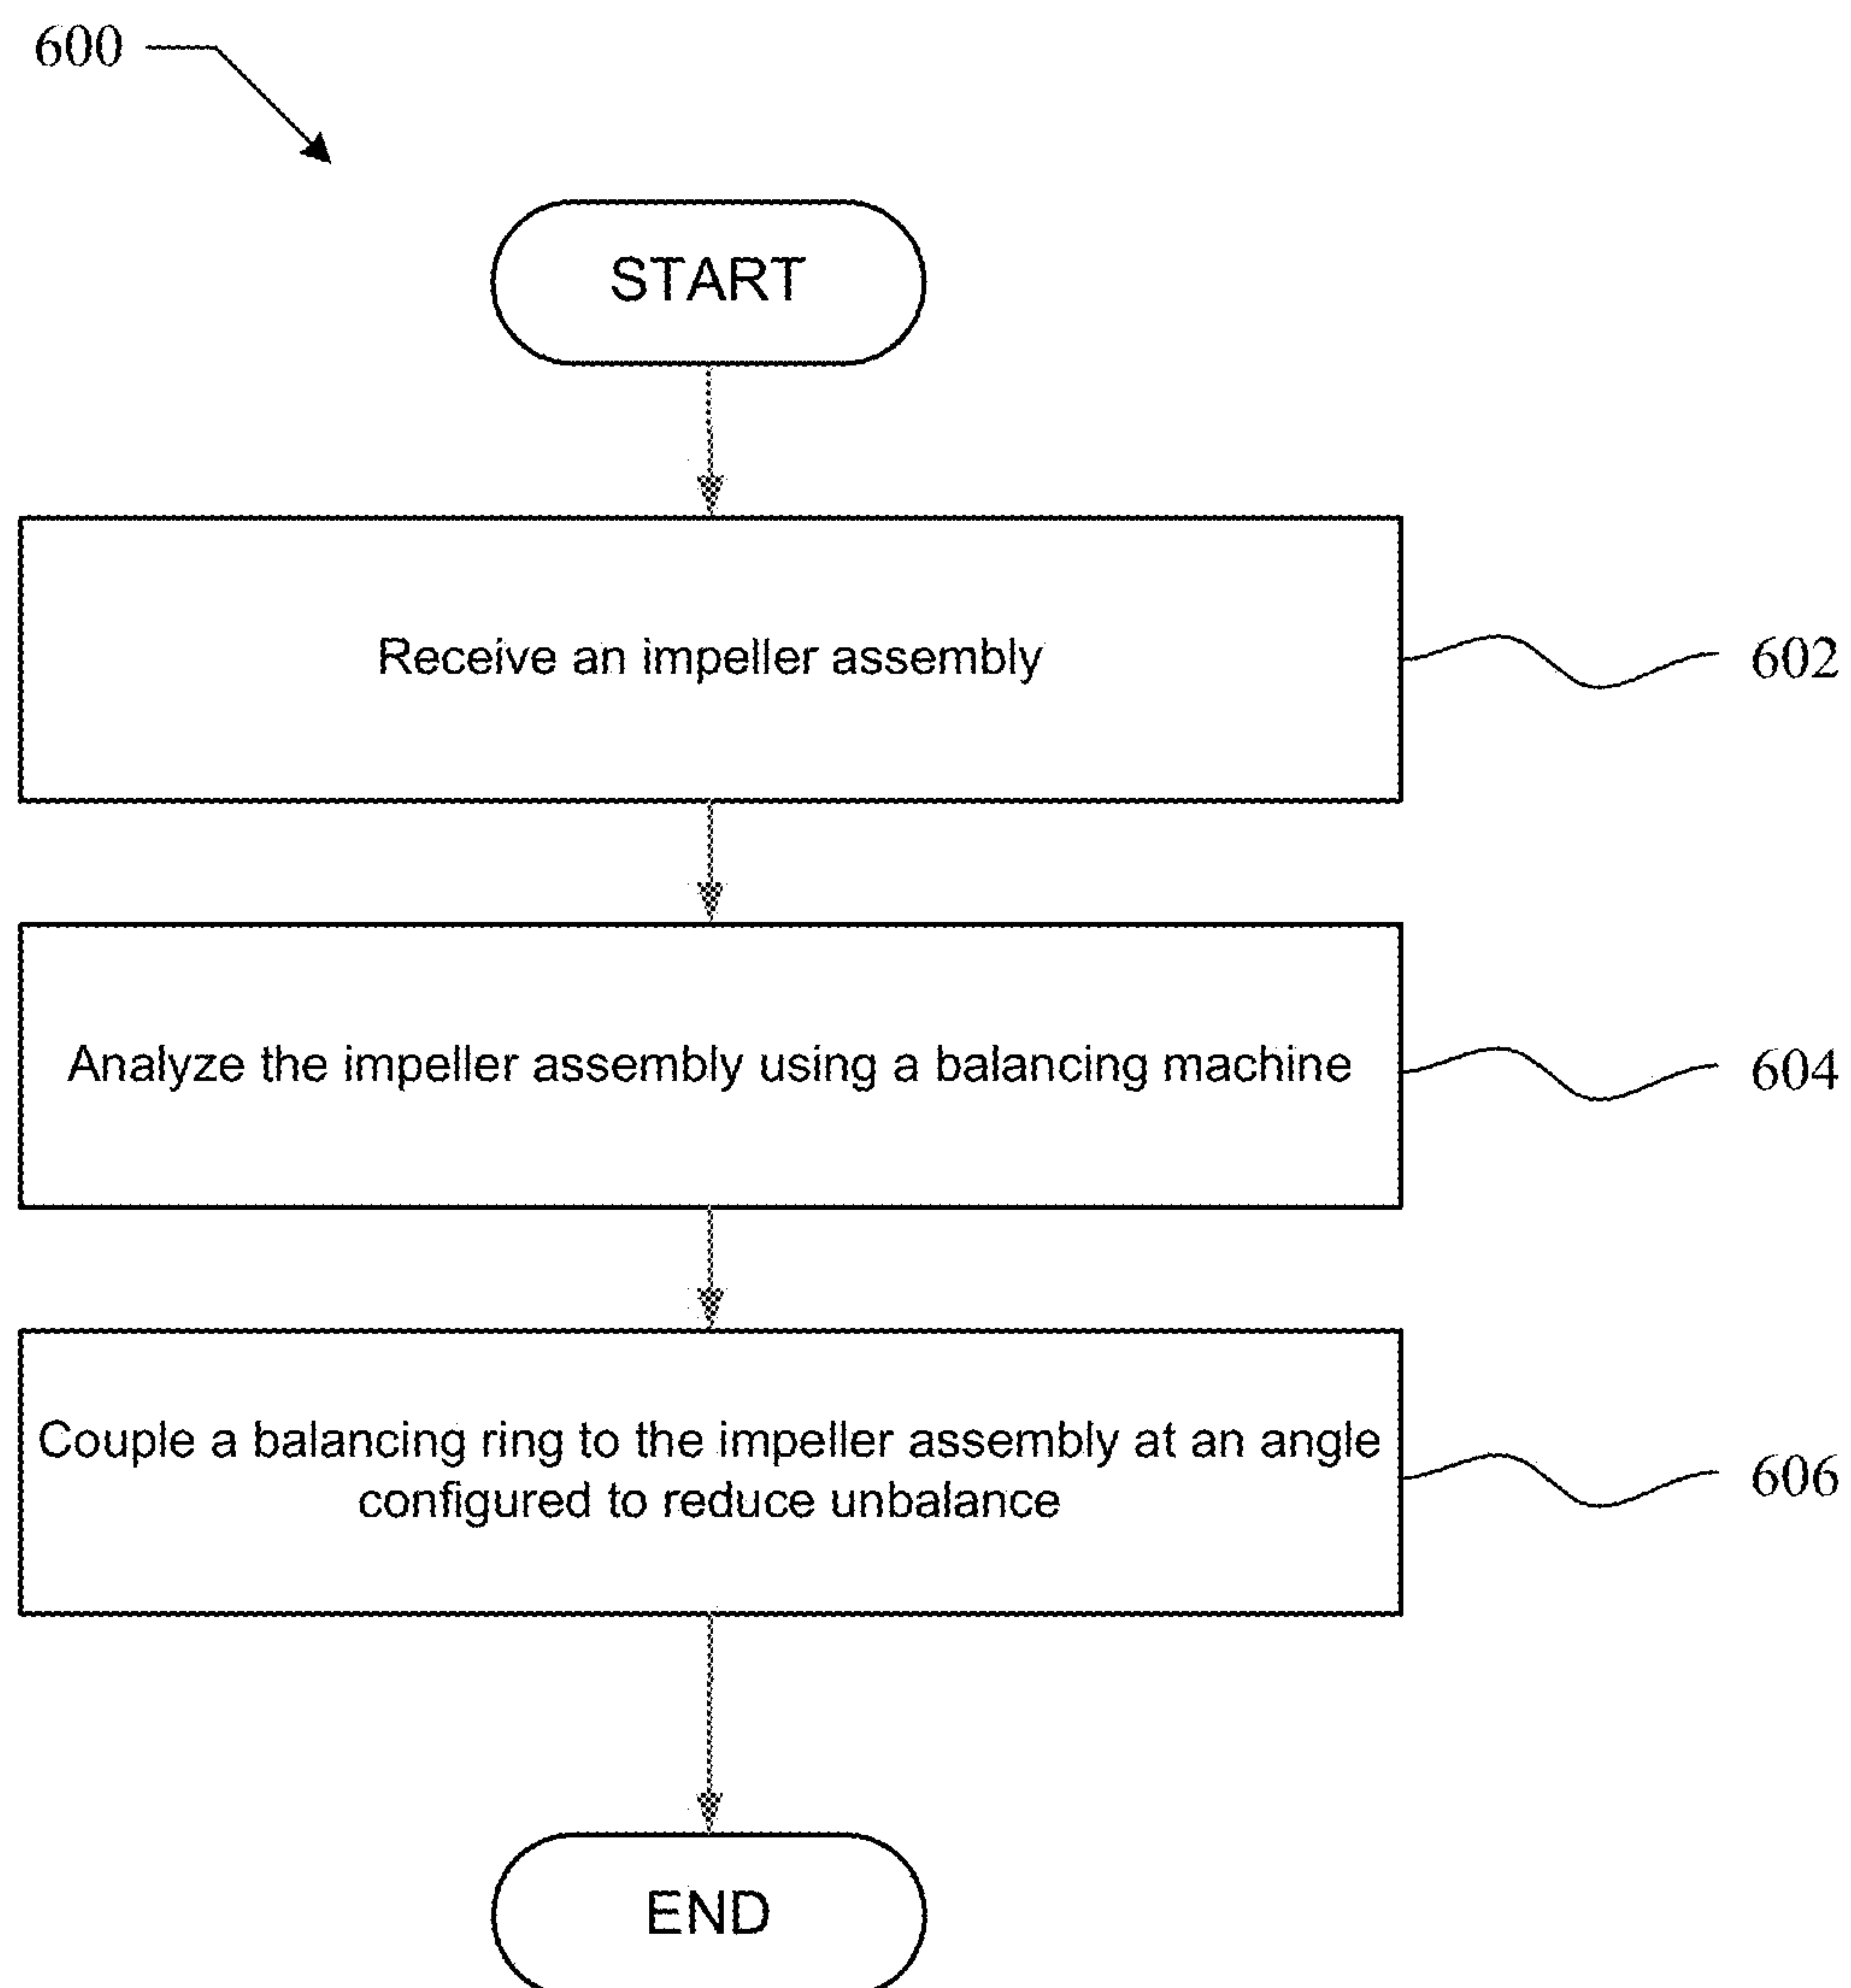 600
START
Receive an impeller assembly
602
Analyze the impeller assembly using a balancing machine
604
Couple a balancing ring to the impeller assembly at an angle
configured to reduce unbalance
606
END